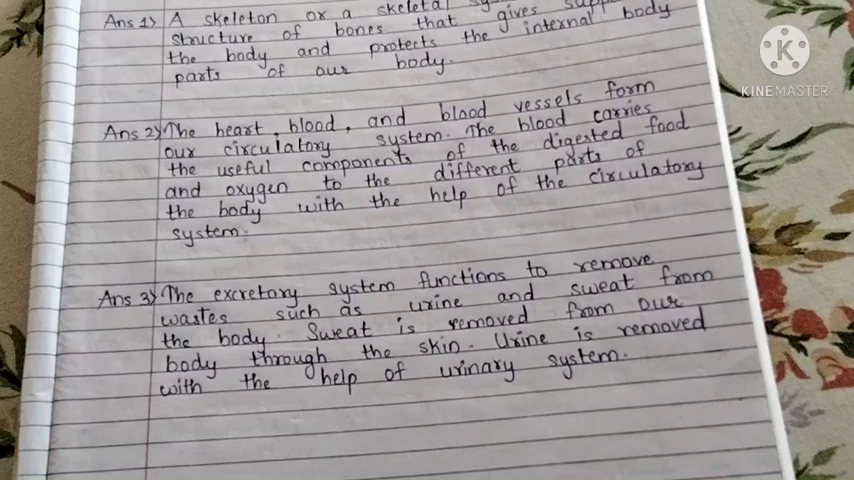 Ans 1) A skeleton or a skeletal
structure of bones that gives
the body and protects the internal body
parts of our body.
Ans 2) The heart, blood, and blood vessels form
our circulatory system. The blood carries
the useful components of the digested food
and oxygen to the different parts of
the body with the help of the circulatory
system.
Ans 3) The excretory system functions to remove
wastes such as urine and sweat from
the body. Sweat is removed from our
body through the skin. Urine is removed
with the help of urinary system.
K
KINEMASTER